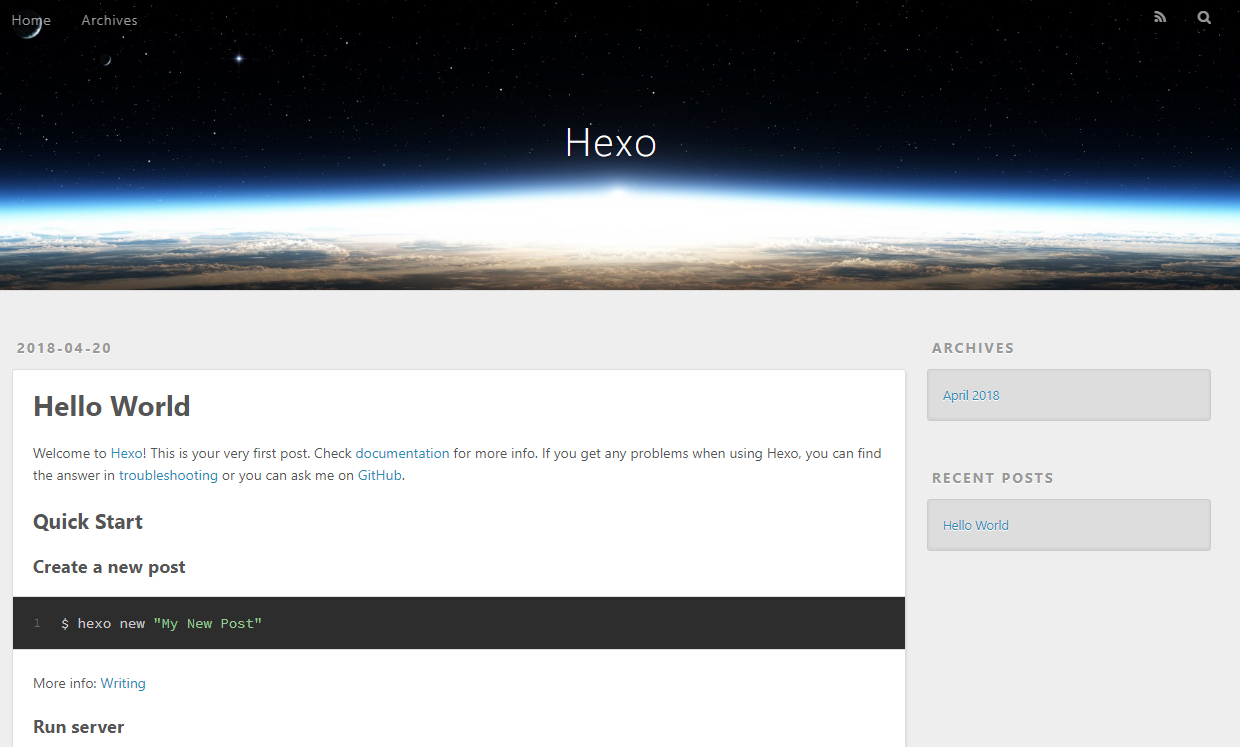 Home Archives
Hexo
2018-04-20
Hello World
Welcome to Hexo! This is your very first post. Check documentation for more info. If you get any problems when using Hexo, you can find
the answer in troubleshooting or you can ask me on GitHub.
Quick Start
Create a new post
1 $ hexo new "My New Post"
More info: Writing
Run server
ARCHIVES
April 2018
RECENT POSTS
Hello World